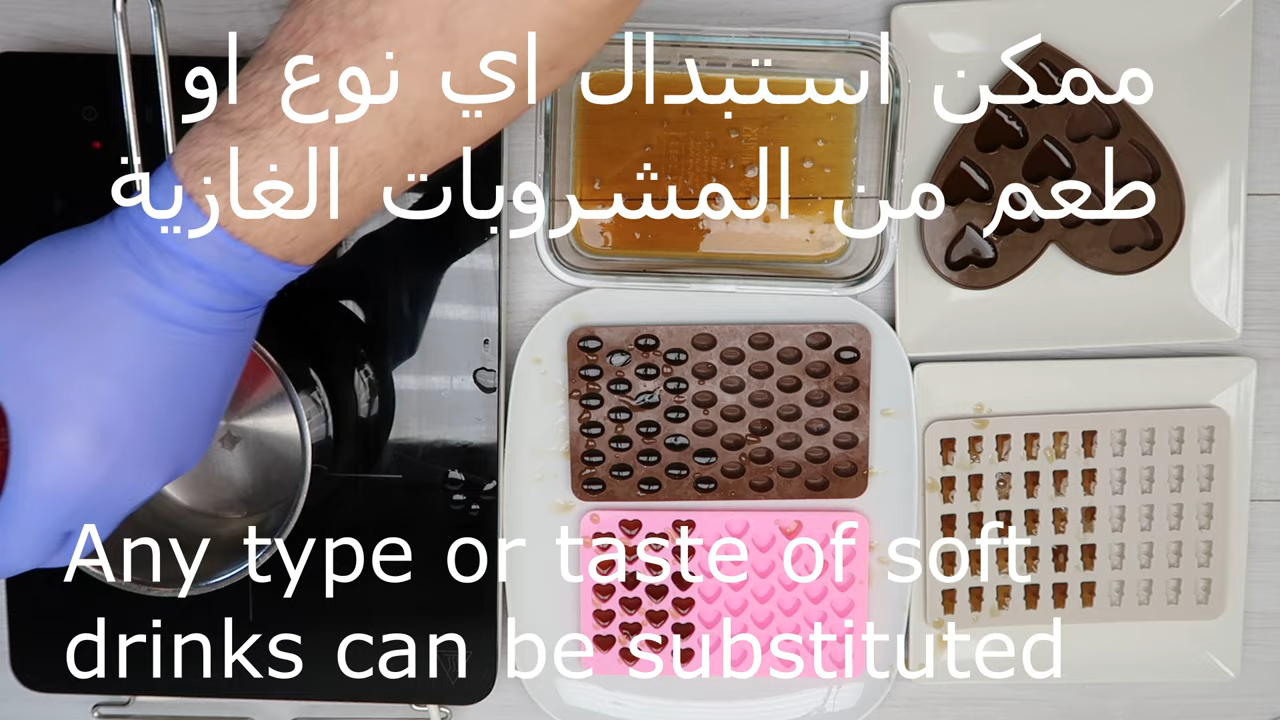 ممكن استبدال اي نوع او
طعم من المشروبات الغازية
Any type or taste of soft
drinks can be substituted